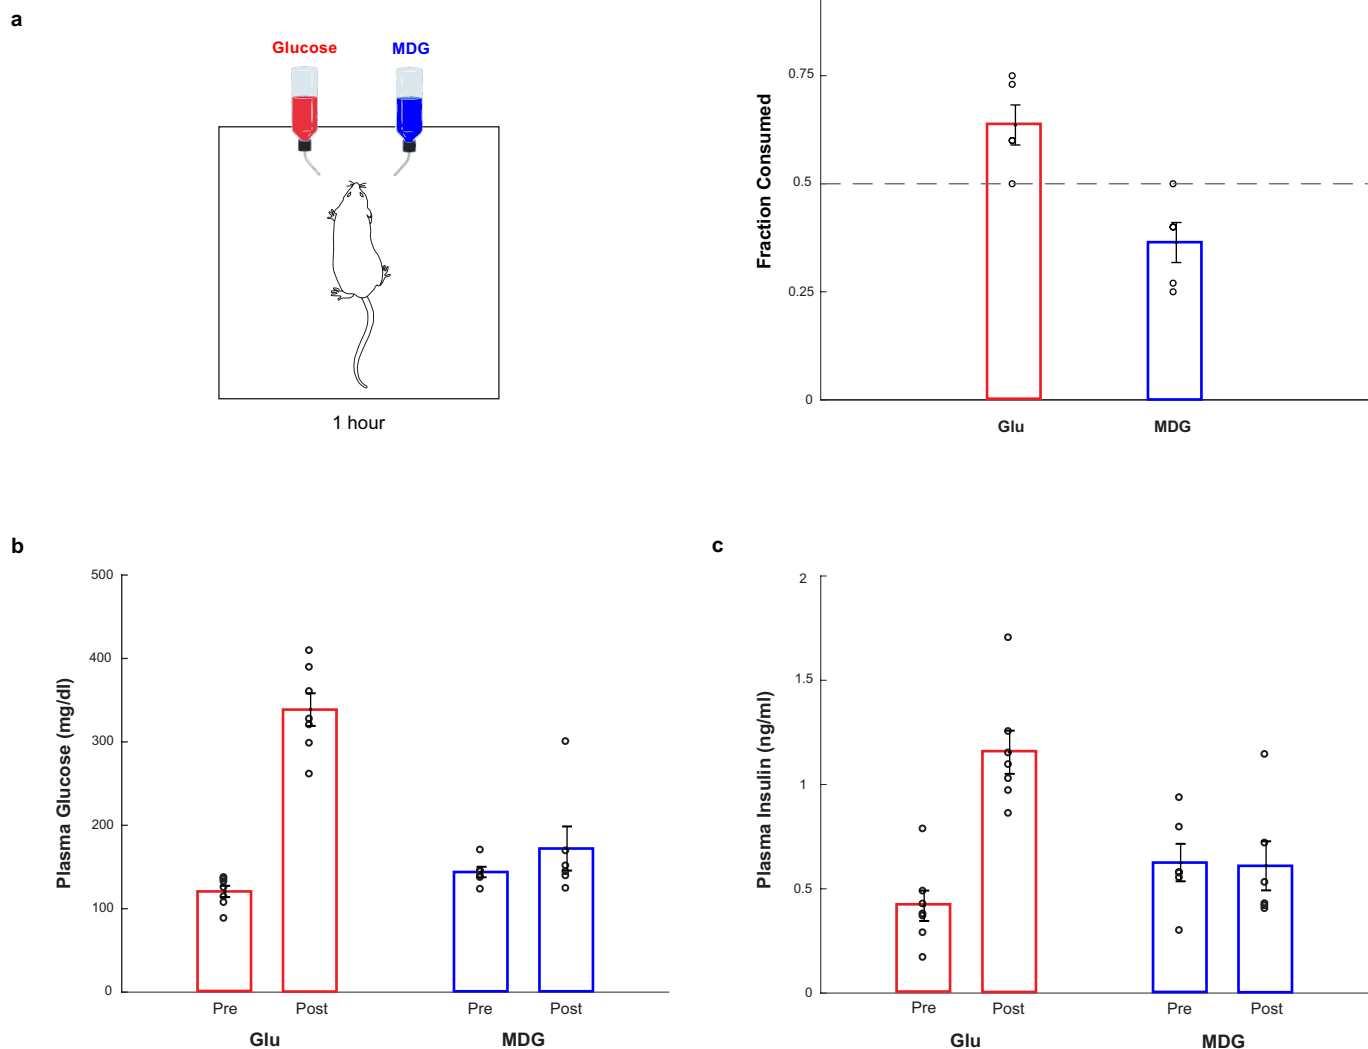 a
Glucose
MDG
1 hour
Fraction Consumed
0.75
0.5
0.25
0
Glu
MDG
b
Plasma Glucose (mg/dl)
500
400
300
200
100
0
Pre
Post
Pre
Post
Glu
MDG
c
Plasma Insulin (ng/ml)
2
1.5
1
0.5
0
Pre
Post
Pre
Post
Glu
MDG